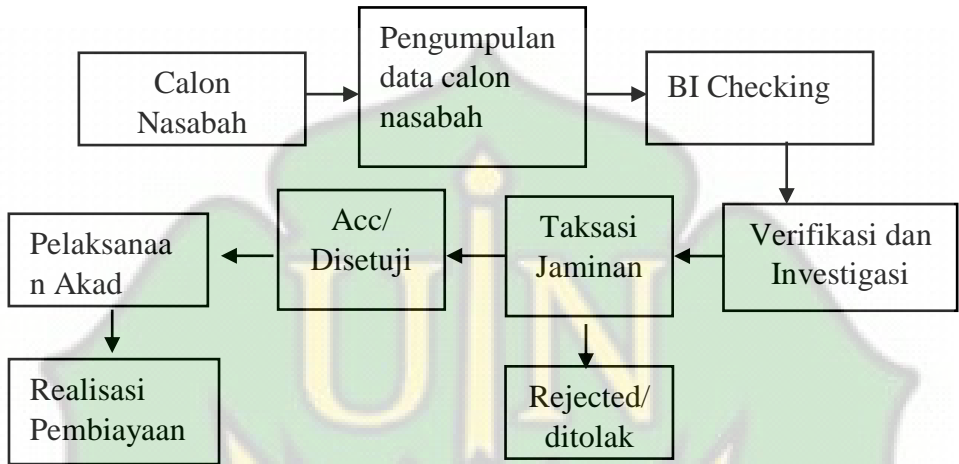 Calon
Nasabah
Pengumpulan
data calon
nasabah
BI Checking
Verifikasi dan
Investigasi
Taksasi
Jaminan
Acc/
Disetuji
Pelaksanaa
n Akad
Realisasi
Pembiayaan
Rejected/
ditolak
UIN